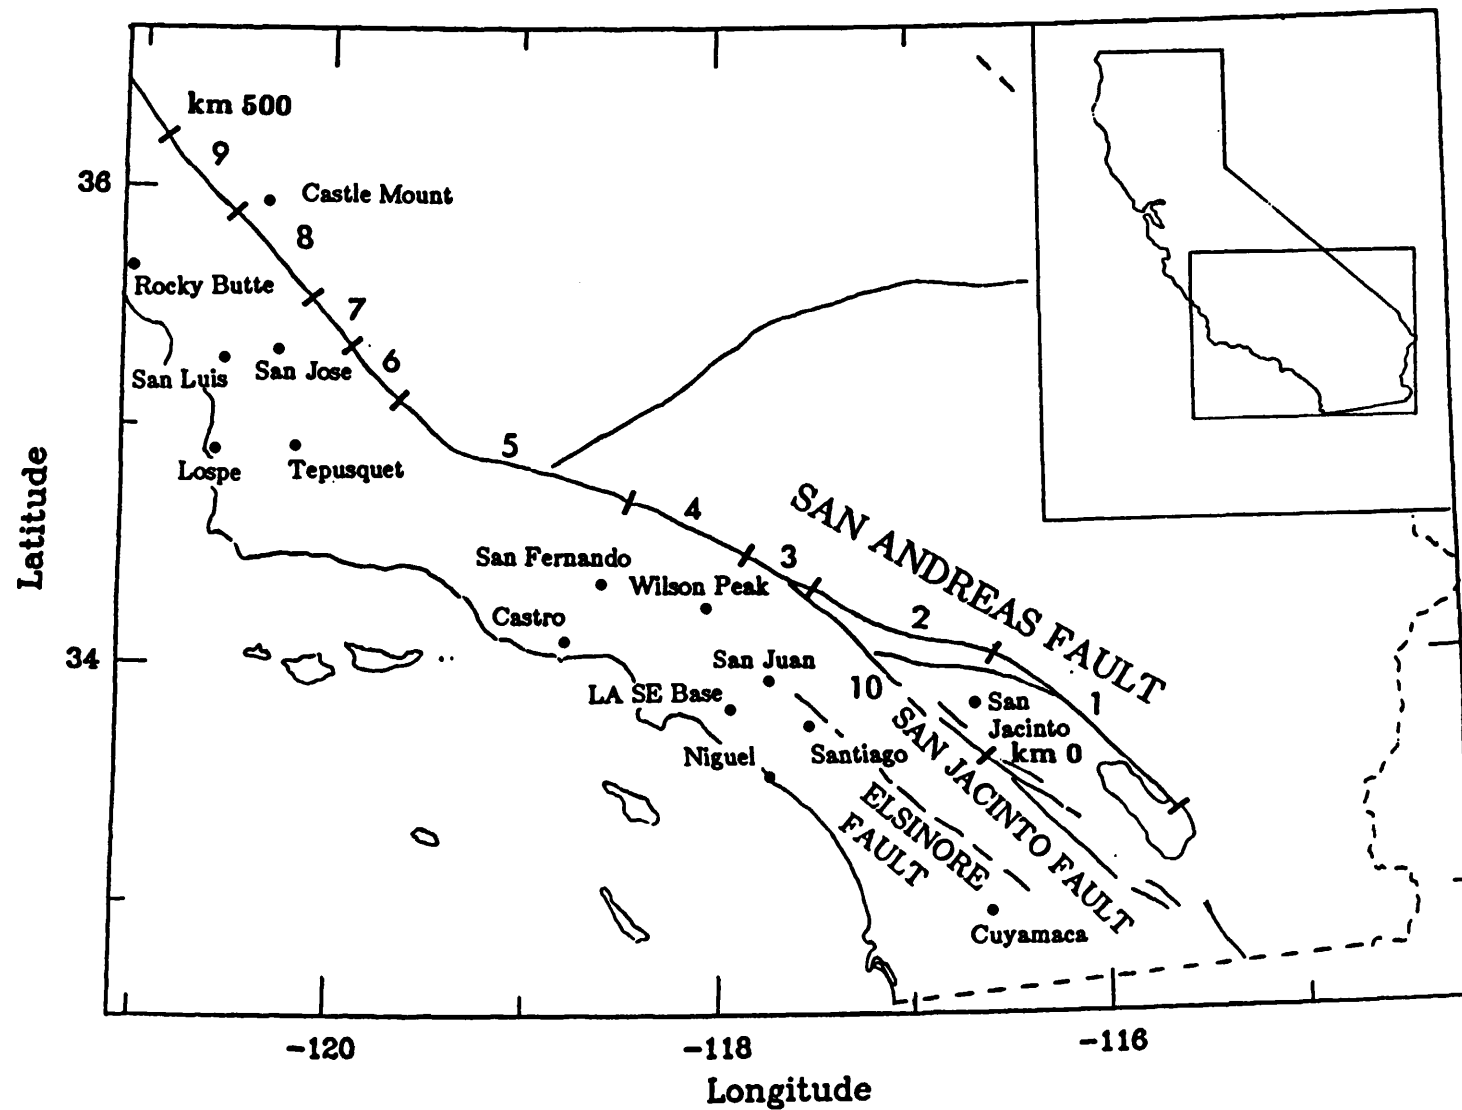 km 500
9
36
Castle Mount
8
Rocky Butte
7
6
San Luis
San Jose
5
Lospe
Tepusquet
4
SAN ANDREAS FAULT
Latitude
San Fernando
3
Wilson Peak
Castro
2
34
San Juan
10
LA SE Base
San
Jacinto
1
Niguel
Santiago
km 0
SAN JACINTO FAULT
ELSINORE
FAULT
Cuyamaca
-120
-118
-116
Longitude